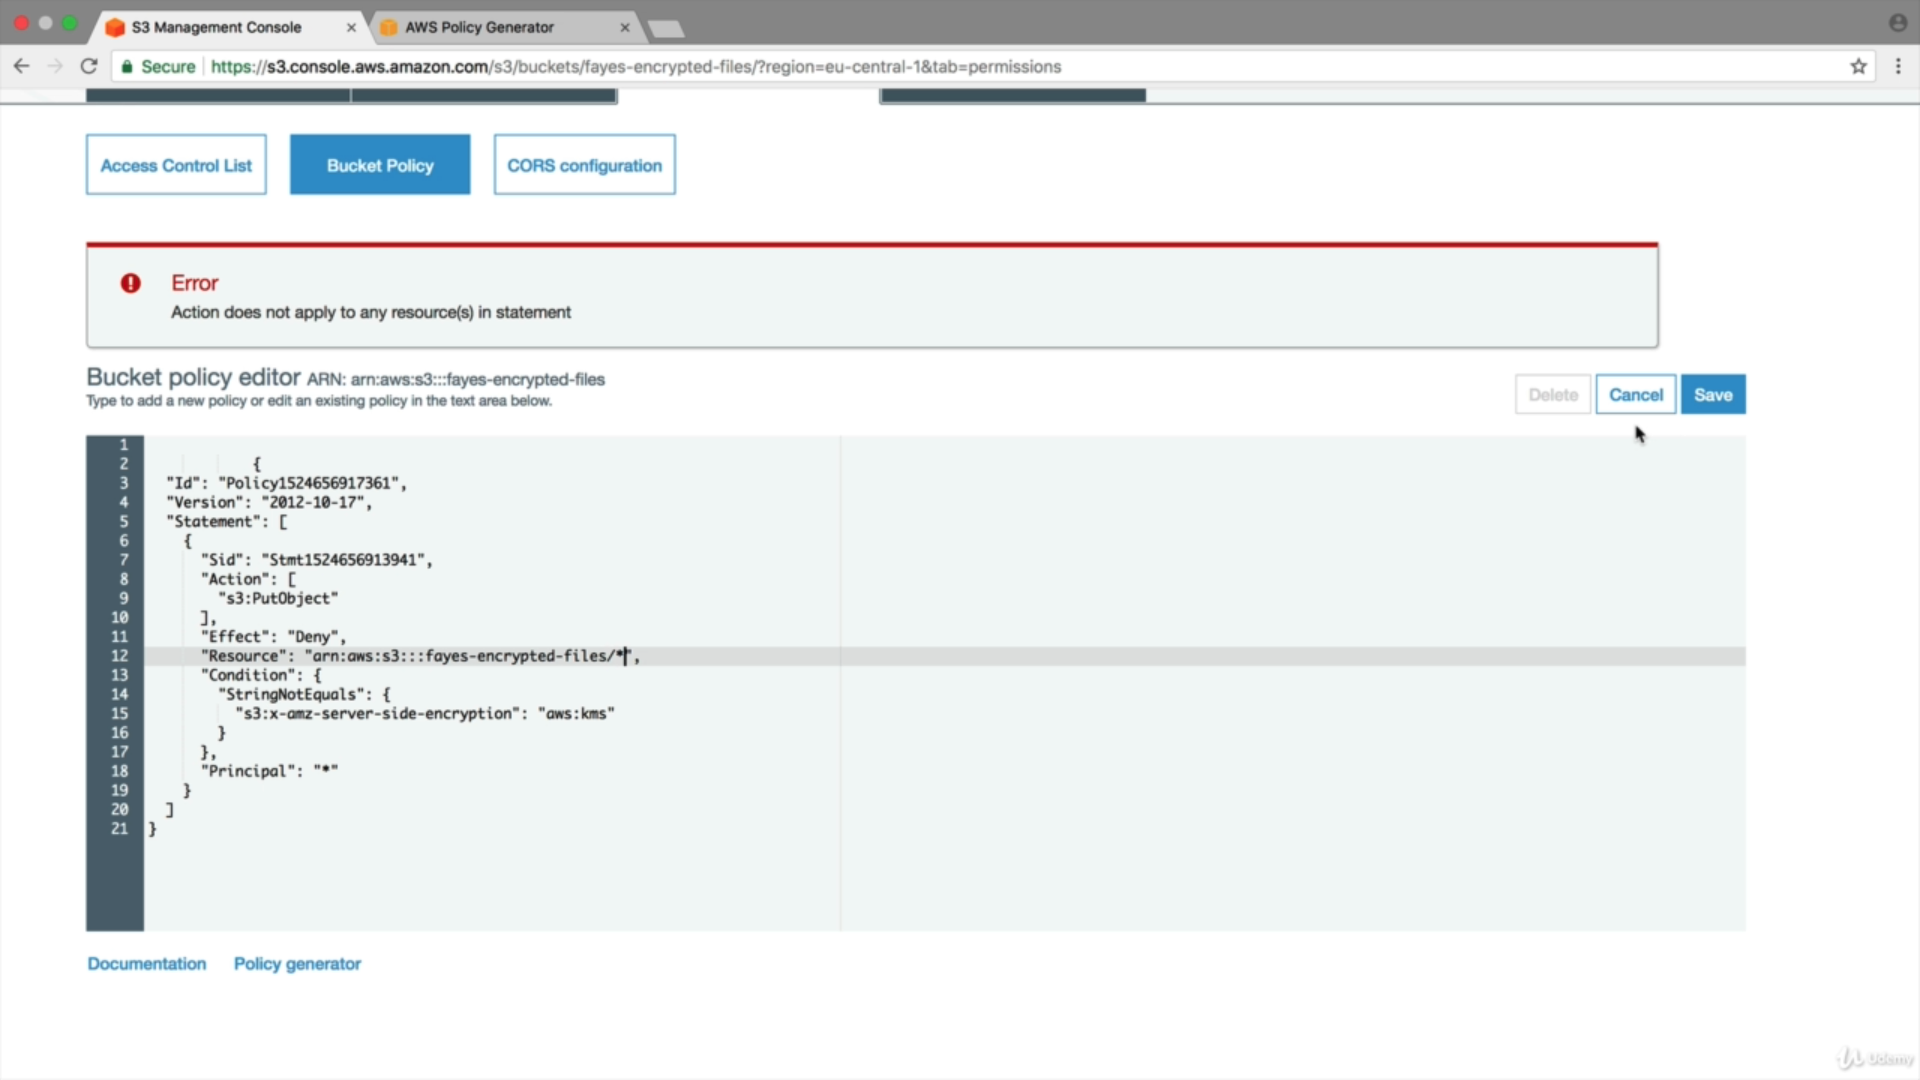 S3 Management Console
AWS Policy Generator
Secure https://s3.console.aws.amazon.com/s3/buckets/fayes-encrypted-files/?region=eu-central-1&tab=permissions
Access Control List
Bucket Policy
CORS configuration
Error
Action does not apply to any resource(s) in statement
Bucket policy editor ARN: arn:aws:s3:::fayes-encrypted-files
Type to add a new policy or edit an existing policy in the text area below.
Delete
Cancel
Save
1
2 {
3 "Id": "Policy1524656917361",
4 "Version": "2012-10-17",
5 "Statement": [
6 {
7 "Sid": "Stmt1524656913941",
8 "Action": [
9 "s3:PutObject"
10 ],
11 "Effect": "Deny",
12 "Resource": "arn:aws:s3:::fayes-encrypted-files/*",
13 "Condition": {
14 "StringNotEquals": {
15 "s3:x-amz-server-side-encryption": "aws:kms"
16 }
17 },
18 "Principal": "*"
19 }
20 ]
21 }
Documentation
Policy generator
Udemy